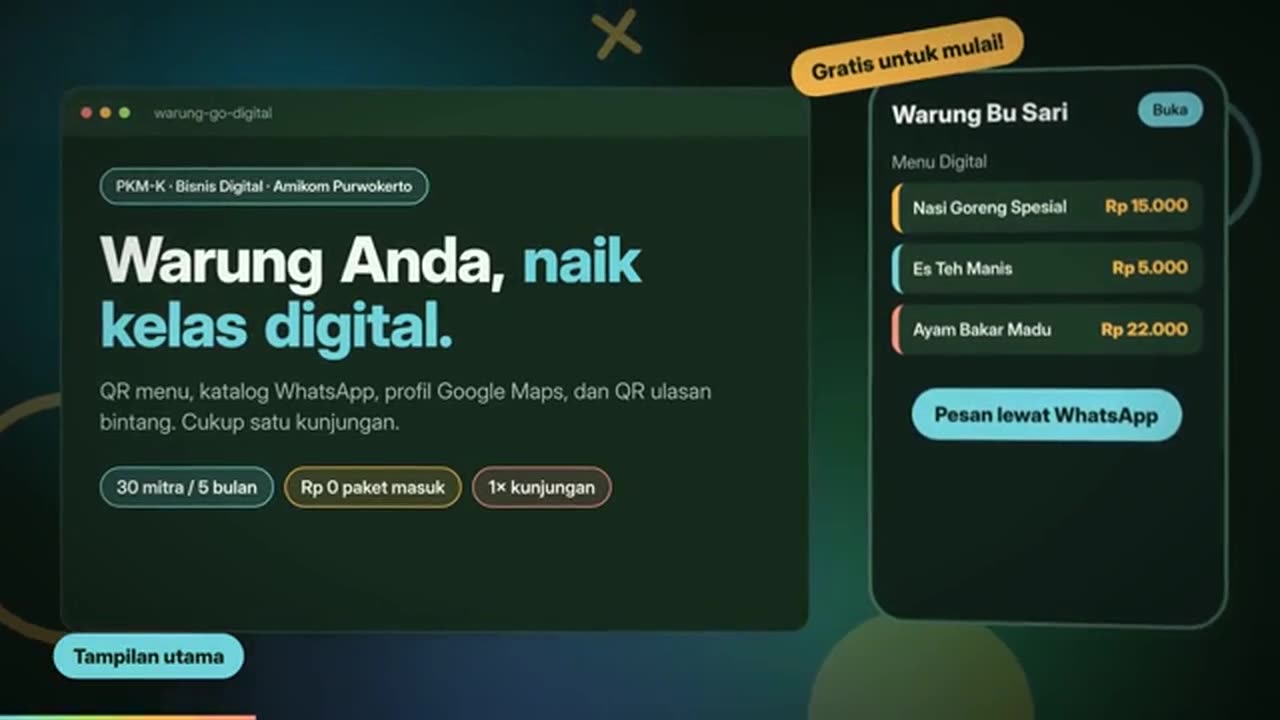 Gratis untuk mulai!
warung-go-digital
PKM-K · Bisnis Digital · Amikom Purwokerto
Warung Anda, naik
kelas digital.
QR menu, katalog WhatsApp, profil Google Maps, dan QR ulasan
bintang. Cukup satu kunjungan.
30 mitra / 5 bulan
Rp 0 paket masuk
1× kunjungan
Tampilan utama
Warung Bu Sari
Buka
Menu Digital
Nasi Goreng Spesial Rp 15.000
Es Teh Manis Rp 5.000
Ayam Bakar Madu Rp 22.000
Pesan lewat WhatsApp